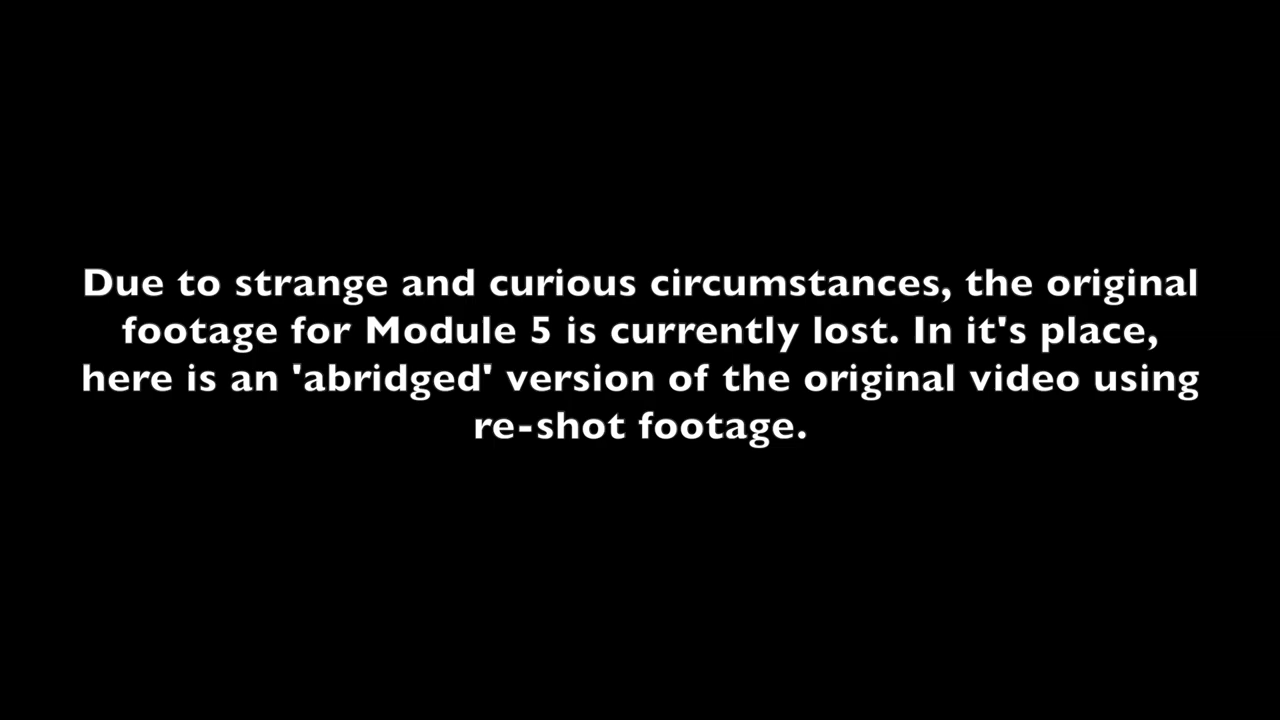 Due to strange and curious circumstances, the original
footage for Module 5 is currently lost. In it's place,
here is an 'abridged' version of the original video using
re-shot footage.